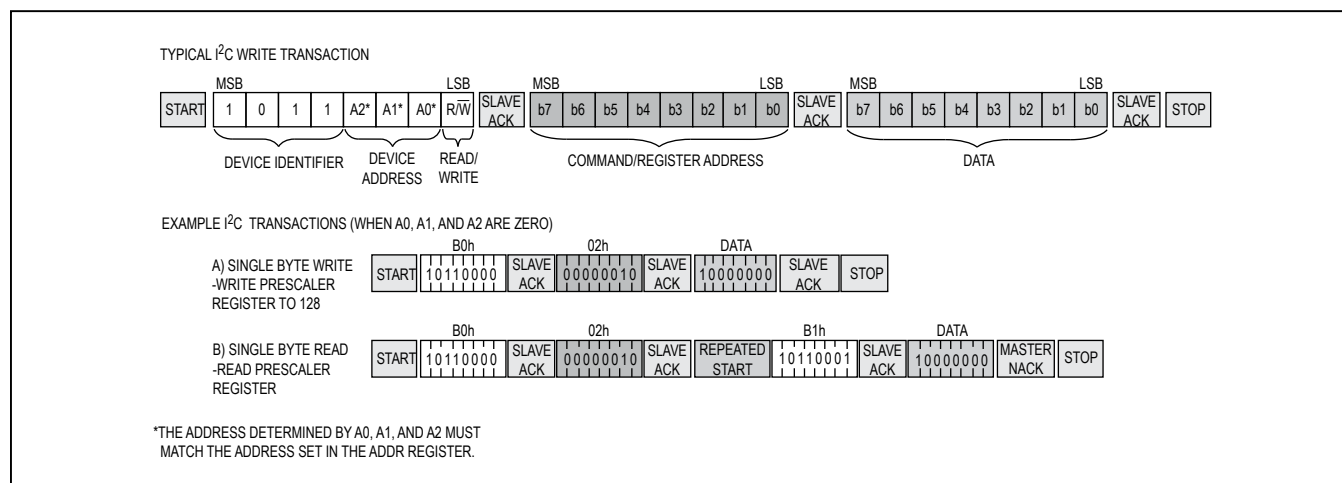 TYPICAL I2C WRITE TRANSACTION
MSB LSB MSB LSB MSB LSB
START 1 0 1 1 A2* A1* A0* R/W̅ SLAVE ACK b7 b6 b5 b4 b3 b2 b1 b0 SLAVE ACK b7 b6 b5 b4 b3 b2 b1 b0 SLAVE ACK STOP
DEVICE IDENTIFIER DEVICE ADDRESS READ/WRITE COMMAND/REGISTER ADDRESS DATA
EXAMPLE I2C TRANSACTIONS (WHEN A0, A1, AND A2 ARE ZERO)
B0h 02h DATA
A) SINGLE BYTE WRITE
-WRITE PRESCALER
REGISTER TO 128
START 10110000 SLAVE ACK 00000010 SLAVE ACK 10000000 SLAVE ACK STOP
B0h 02h B1h DATA
B) SINGLE BYTE READ
-READ PRESCALER
REGISTER
START 10110000 SLAVE ACK 00000010 SLAVE ACK REPEATED START 10110001 SLAVE ACK 10000000 MASTER NACK STOP
*THE ADDRESS DETERMINED BY A0, A1, AND A2 MUST
MATCH THE ADDRESS SET IN THE ADDR REGISTER.